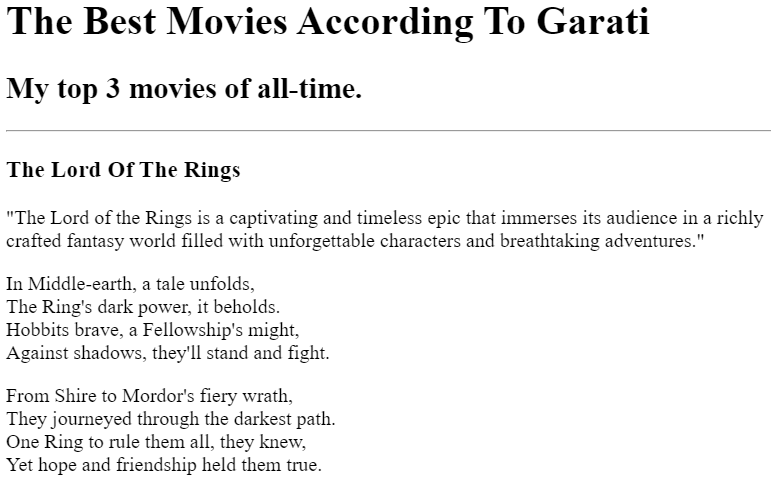 The Best Movies According To Garati
My top 3 movies of all-time.
The Lord Of The Rings
"The Lord of the Rings is a captivating and timeless epic that immerses its audience in a richly
crafted fantasy world filled with unforgettable characters and breathtaking adventures."
In Middle-earth, a tale unfolds,
The Ring's dark power, it beholds.
Hobbits brave, a Fellowship's might,
Against shadows, they'll stand and fight.
From Shire to Mordor's fiery wrath,
They journeyed through the darkest path.
One Ring to rule them all, they knew,
Yet hope and friendship held them true.